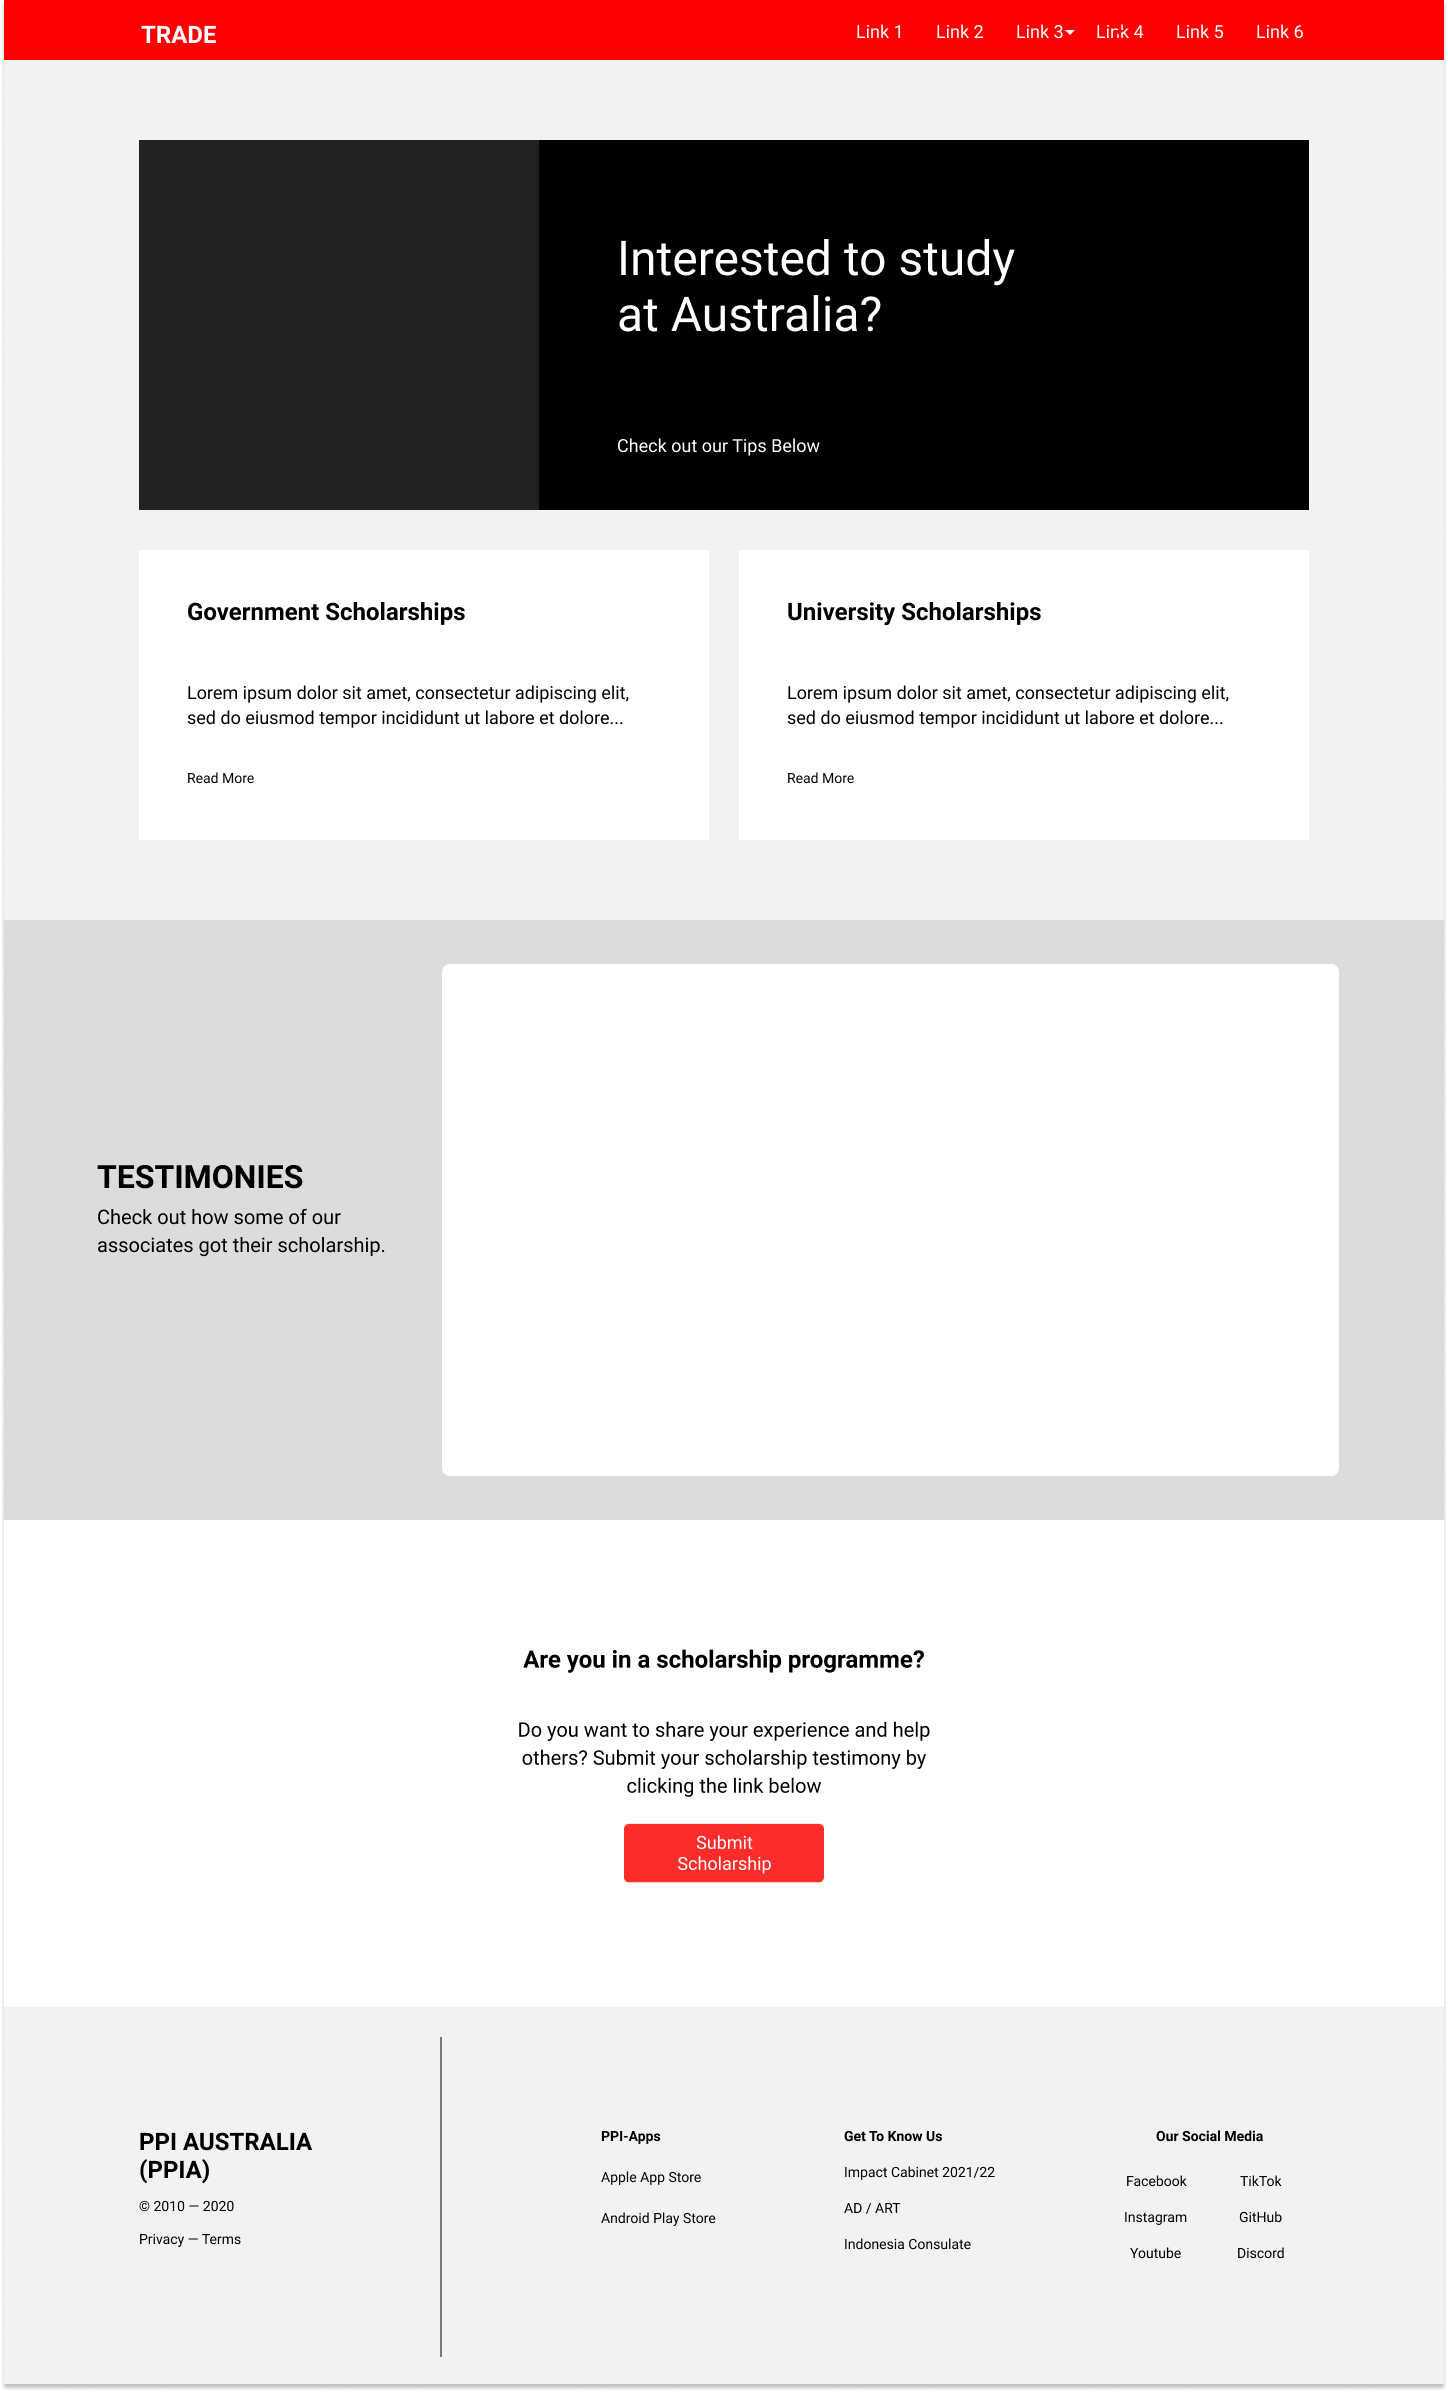 TRADE
Link 1
Link 2
Link 3
Link 4
Link 5
Link 6
Interested to study
at Australia?
Check out our Tips Below
Government Scholarships
Lorem ipsum dolor sit amet, consectetur adipiscing elit,
sed do eiusmod tempor incididunt ut labore et dolore...
Read More
University Scholarships
Lorem ipsum dolor sit amet, consectetur adipiscing elit,
sed do eiusmod tempor incididunt ut labore et dolore...
Read More
TESTIMONIES
Check out how some of our
associates got their scholarship.
Are you in a scholarship programme?
Do you want to share your experience and help
others? Submit your scholarship testimony by
clicking the link below
Submit
Scholarship
PPI AUSTRALIA
(PPIA)
© 2010 — 2020
Privacy — Terms
PPI-Apps
Apple App Store
Android Play Store
Get To Know Us
Impact Cabinet 2021/22
AD / ART
Indonesia Consulate
Our Social Media
Facebook
TikTok
Instagram
GitHub
Youtube
Discord